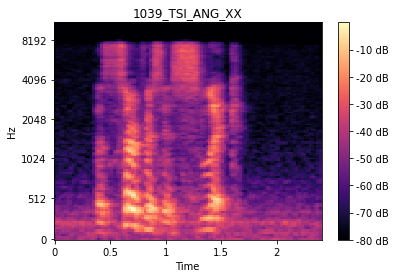 1039_TSI_ANG_XX
8192
4096
2048
1024
512
0
Hz
0
0.5
1
1.5
2
Time
-10 dB
-20 dB
-30 dB
-40 dB
-50 dB
-60 dB
-70 dB
-80 dB